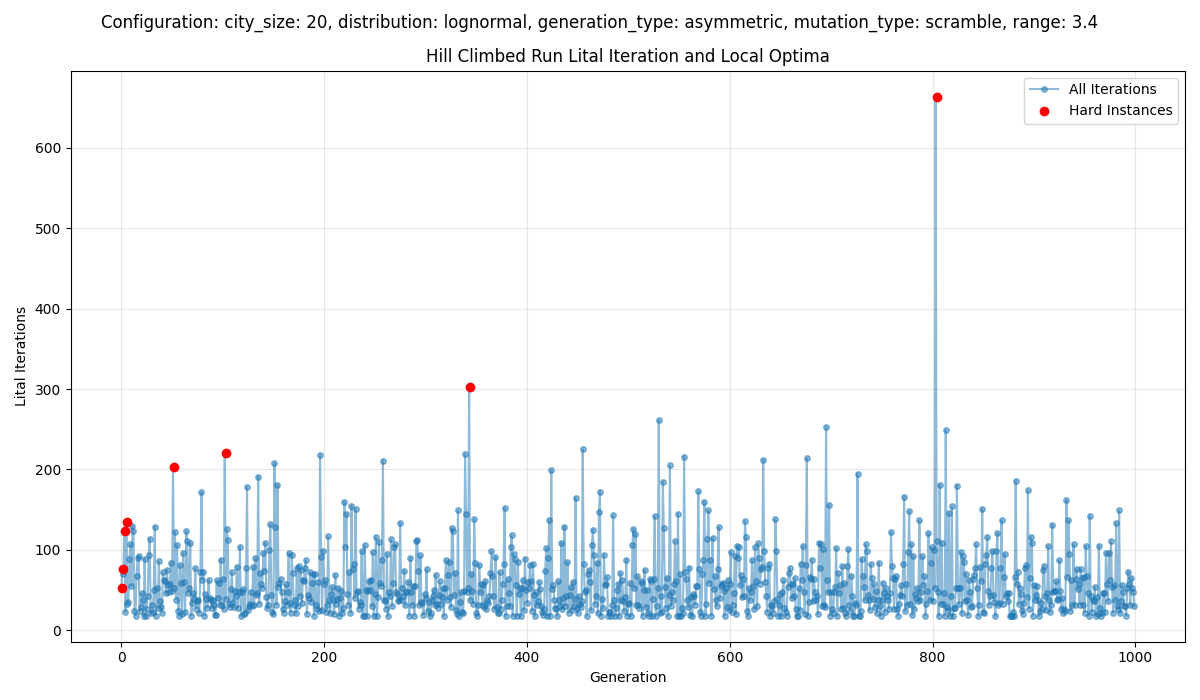 Configuration: city_size: 20, distribution: lognormal, generation_type: asymmetric, mutation_type: scramble, range: 3.4
Hill Climbed Run Lital Iteration and Local Optima
All Iterations
Hard Instances
Lital Iterations
600
500
400
300
200
100
0
0
200
400
600
800
1000
Generation